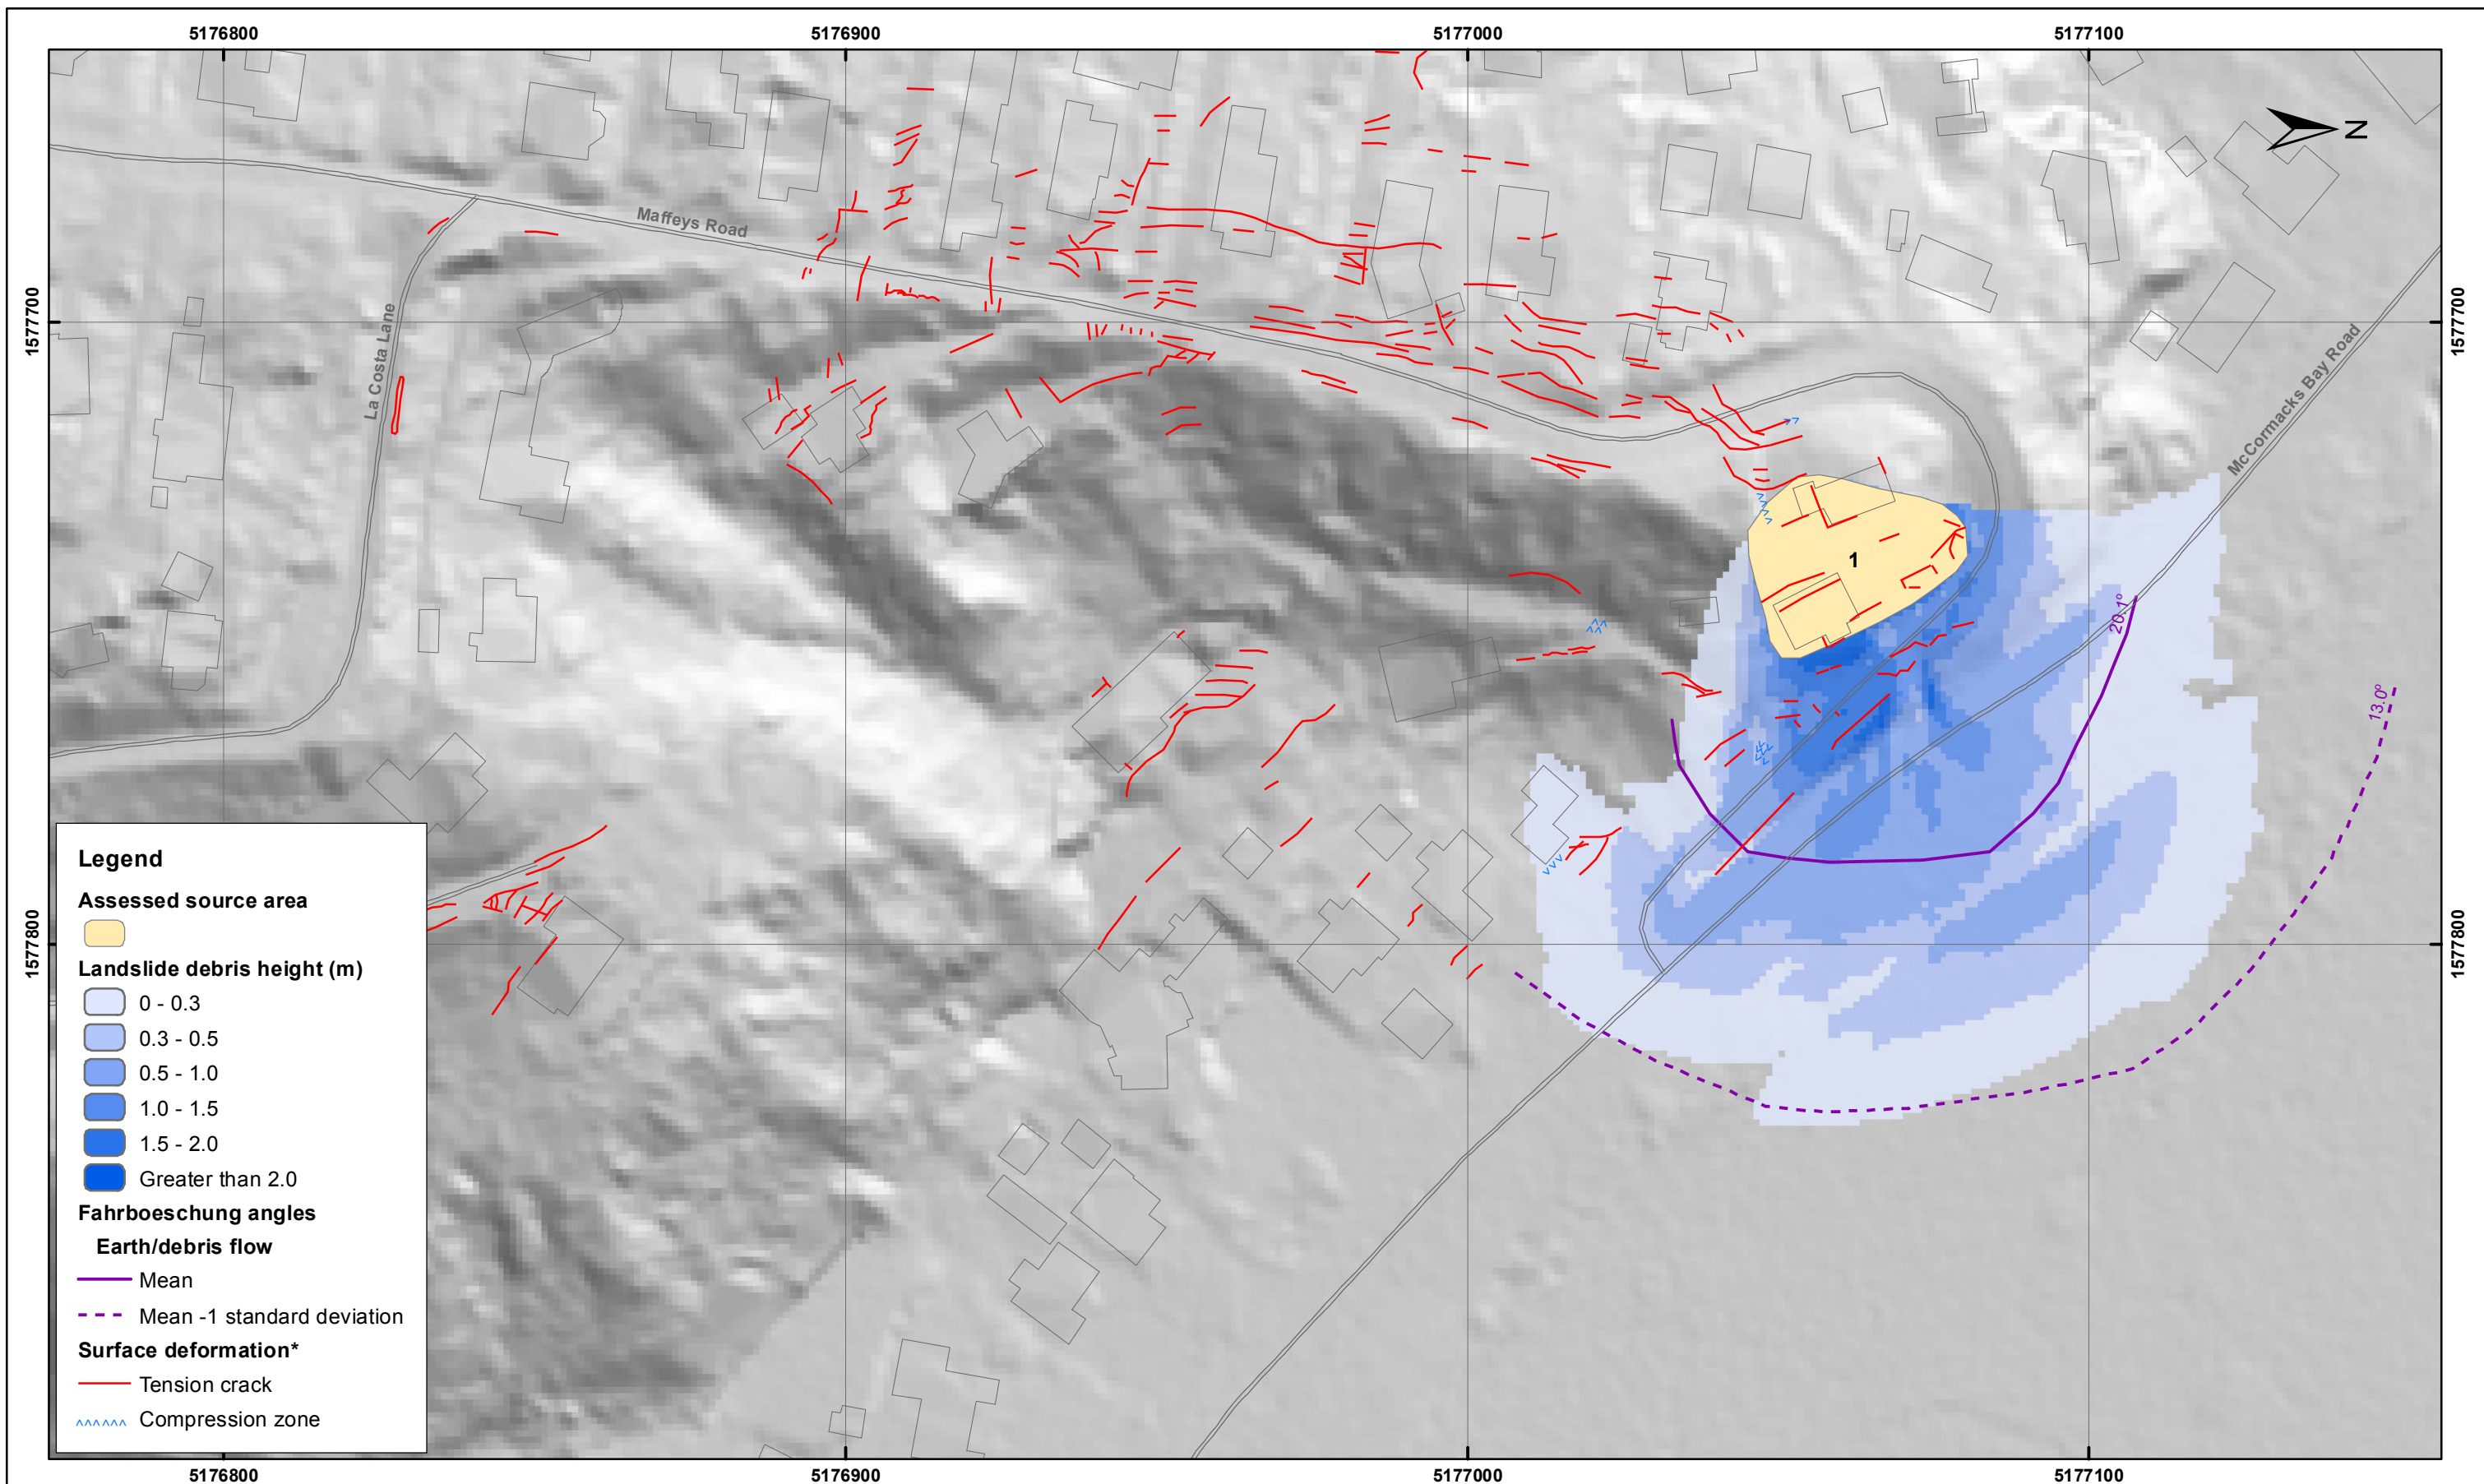 5176800
5176900
5177000
5177100
N
Maffeys Road
La Costa Lane
McCormacks Bay Road
1577700
1577700
1
20.1°
13.0°
1577800
1577800
Legend
Assessed source area
Landslide debris height (m)
0 - 0.3
0.3 - 0.5
0.5 - 1.0
1.0 - 1.5
1.5 - 2.0
Greater than 2.0
Fahrboeschung angles
Earth/debris flow
Mean
Mean -1 standard deviation
Surface deformation*
Tension crack
Compression zone
5176800
5176900
5177000
5177100